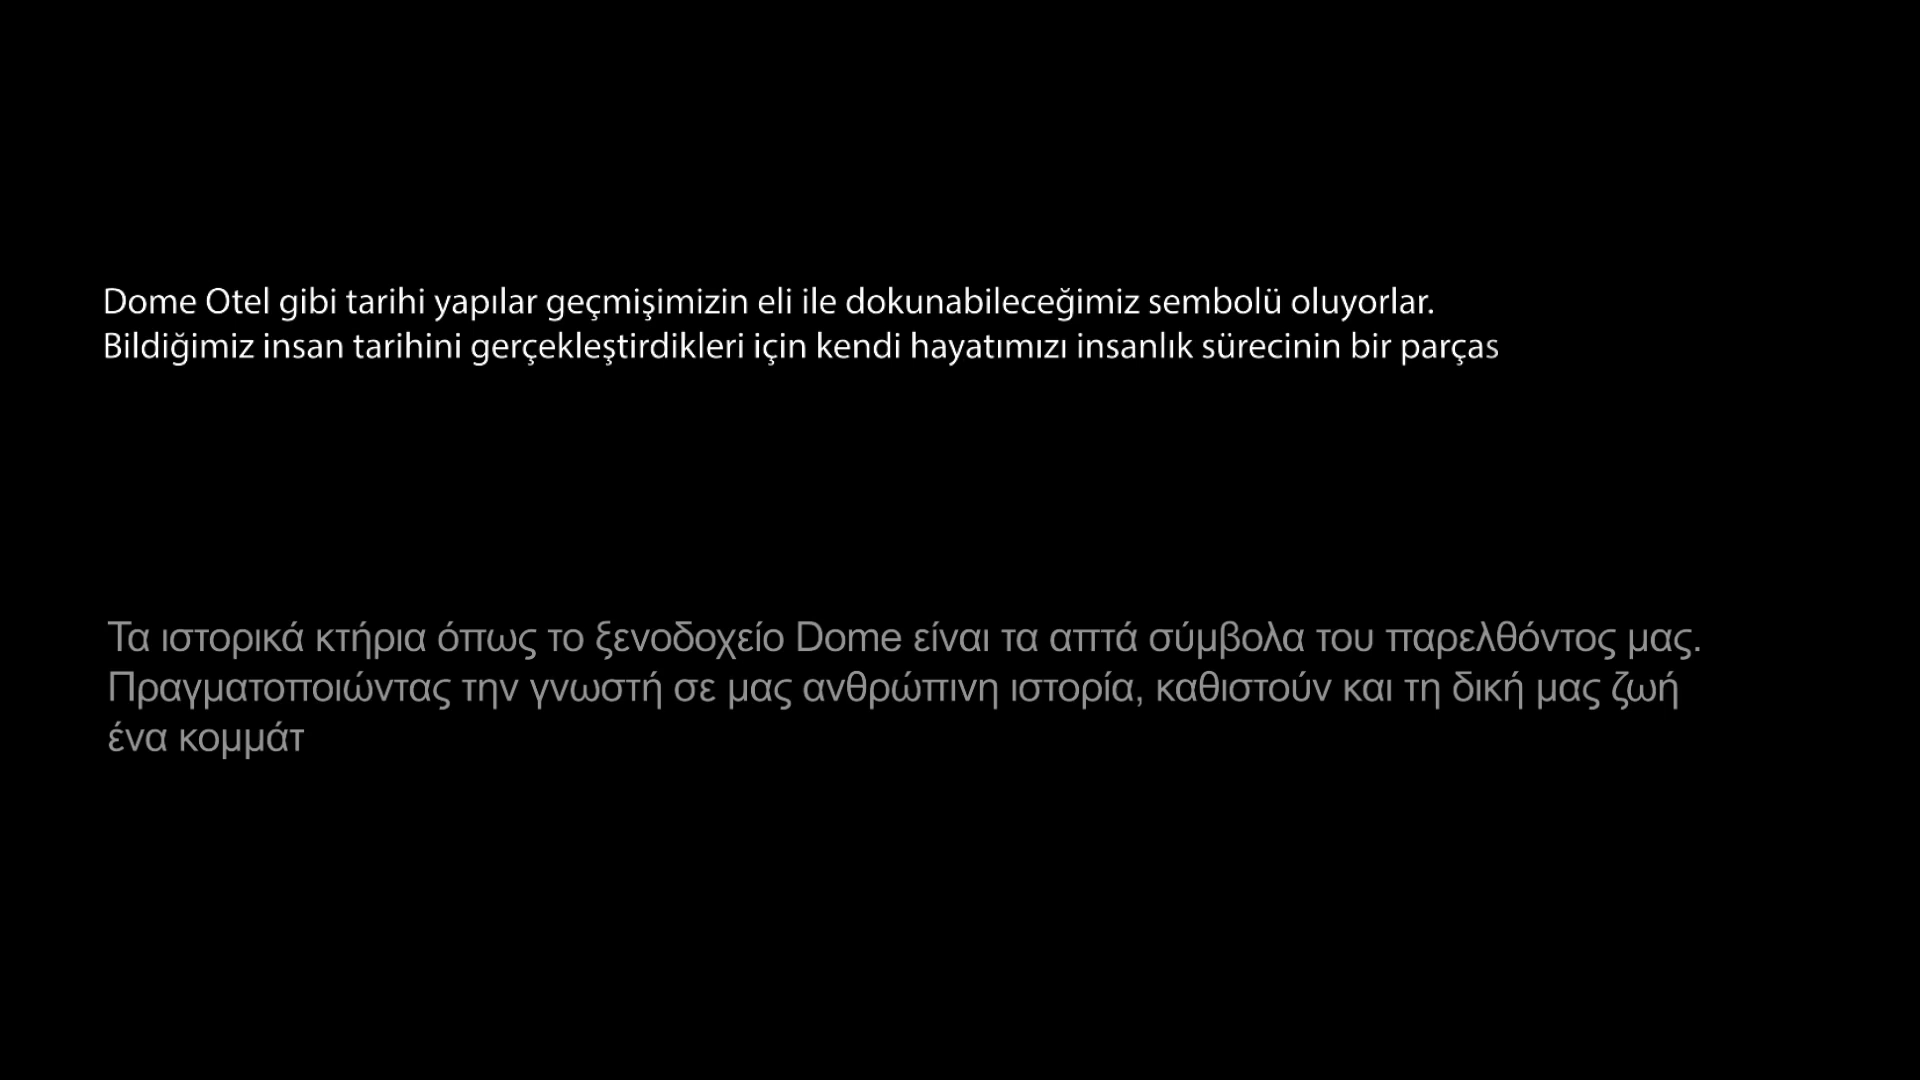 Dome Otel gibi tarihi yapılar geçmişimizin eli ile dokunabileceğimiz sembolü oluyorlar.
Bildiğimiz insan tarihini gerçekleştirdikleri için kendi hayatımızı insanlık sürecinin bir parças
Τα ιστορικά κτήρια όπως το ξενοδοχείο Dome είναι τα απτά σύμβολα του παρελθόντος μας.
Πραγματοποιώντας την γνωστή σε μας ανθρώπινη ιστορία, καθιστούν και τη δική μας ζωή
ένα κομμάτ